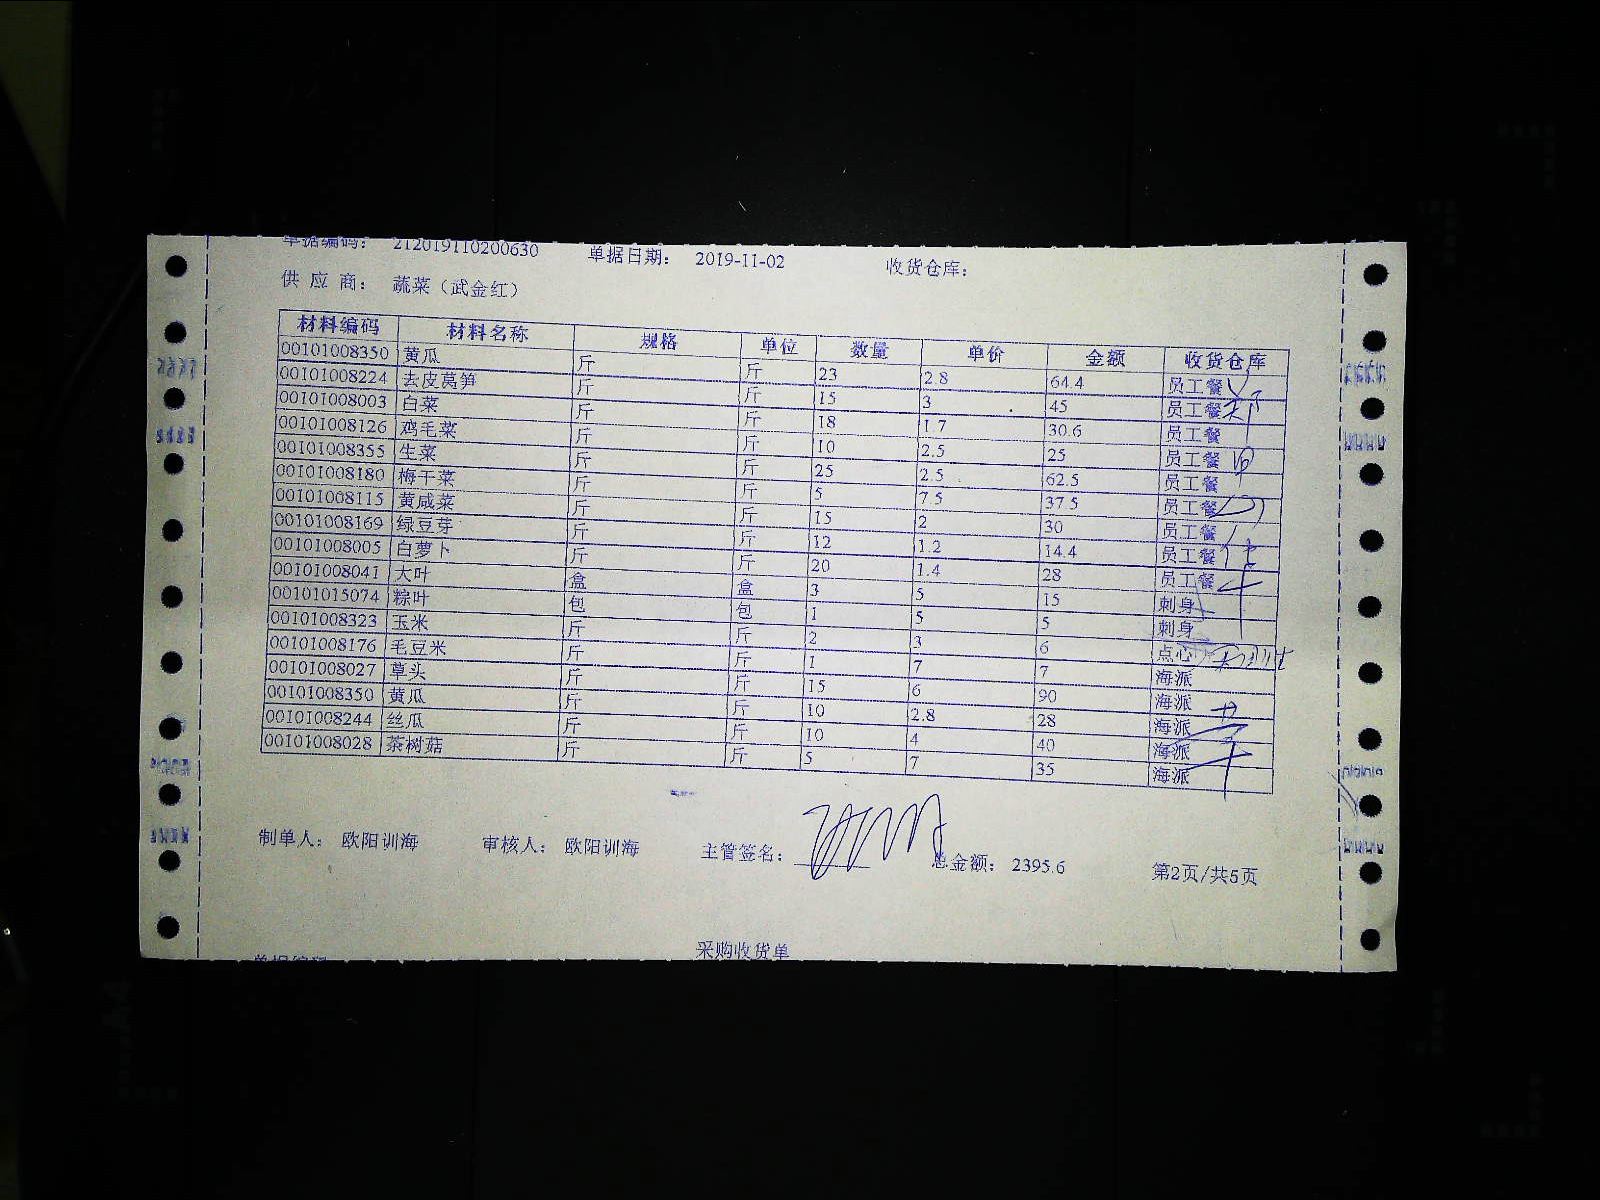 单据编码： 212019110200630 单据日期： 2019-11-02 收货仓库：
供 应 商： 蔬菜（武金红）
材料编码 材料名称 规格 单位 数量 单价 金额 收货仓库
00101008350 黄瓜 斤 斤 23 2.8 64.4 员工餐
00101008224 去皮莴笋 斤 斤 15 3 45 员工餐
00101008003 白菜 斤 斤 18 1.7 30.6 员工餐
00101008126 鸡毛菜 斤 斤 10 2.5 25 员工餐
00101008355 生菜 斤 斤 25 2.5 62.5 员工餐
00101008180 梅干菜 斤 斤 5 7.5 37.5 员工餐
00101008115 黄咸菜 斤 斤 15 2 30 员工餐
00101008169 绿豆芽 斤 斤 12 1.2 14.4 员工餐
00101008005 白萝卜 斤 斤 20 1.4 28 员工餐
00101008041 大叶 盒 盒 3 5 15 刺身
00101015074 粽叶 包 包 1 5 5 刺身
00101008323 玉米 斤 斤 2 3 6 点心
00101008176 毛豆米 斤 斤 1 7 7 海派
00101008027 草头 斤 斤 15 6 90 海派
00101008350 黄瓜 斤 斤 10 2.8 28 海派
00101008244 丝瓜 斤 斤 10 4 40 海派
00101008028 茶树菇 斤 斤 5 7 35 海派
制单人： 欧阳训海 审核人： 欧阳训海 主管签名： 总金额： 2395.6 第2页/共5页
采购收货单